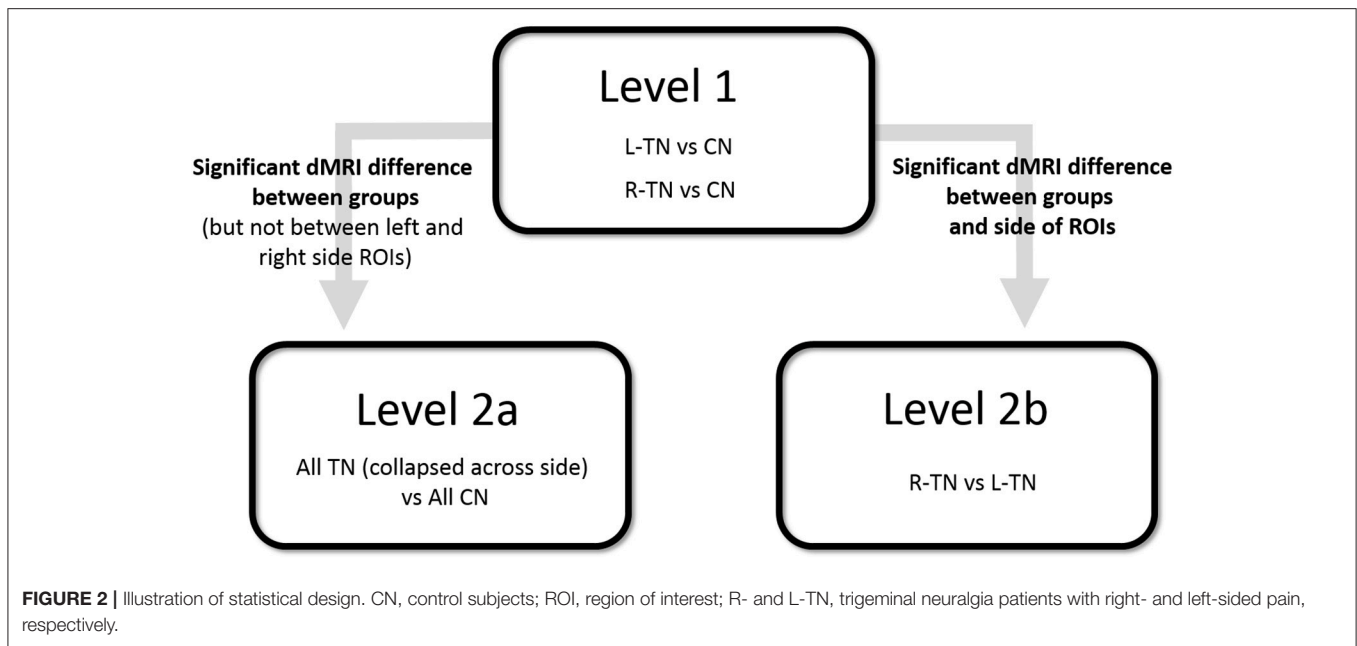 Level 1
L-TN vs CN
R-TN vs CN
Significant dMRI difference
between groups
(but not between left and
right side ROIs)
Significant dMRI difference
between groups
and side of ROIs
Level 2a
All TN (collapsed across side)
vs All CN
Level 2b
R-TN vs L-TN
FIGURE 2 | Illustration of statistical design. CN, control subjects; ROI, region of interest; R- and L-TN, trigeminal neuralgia patients with right- and left-sided pain,
respectively.